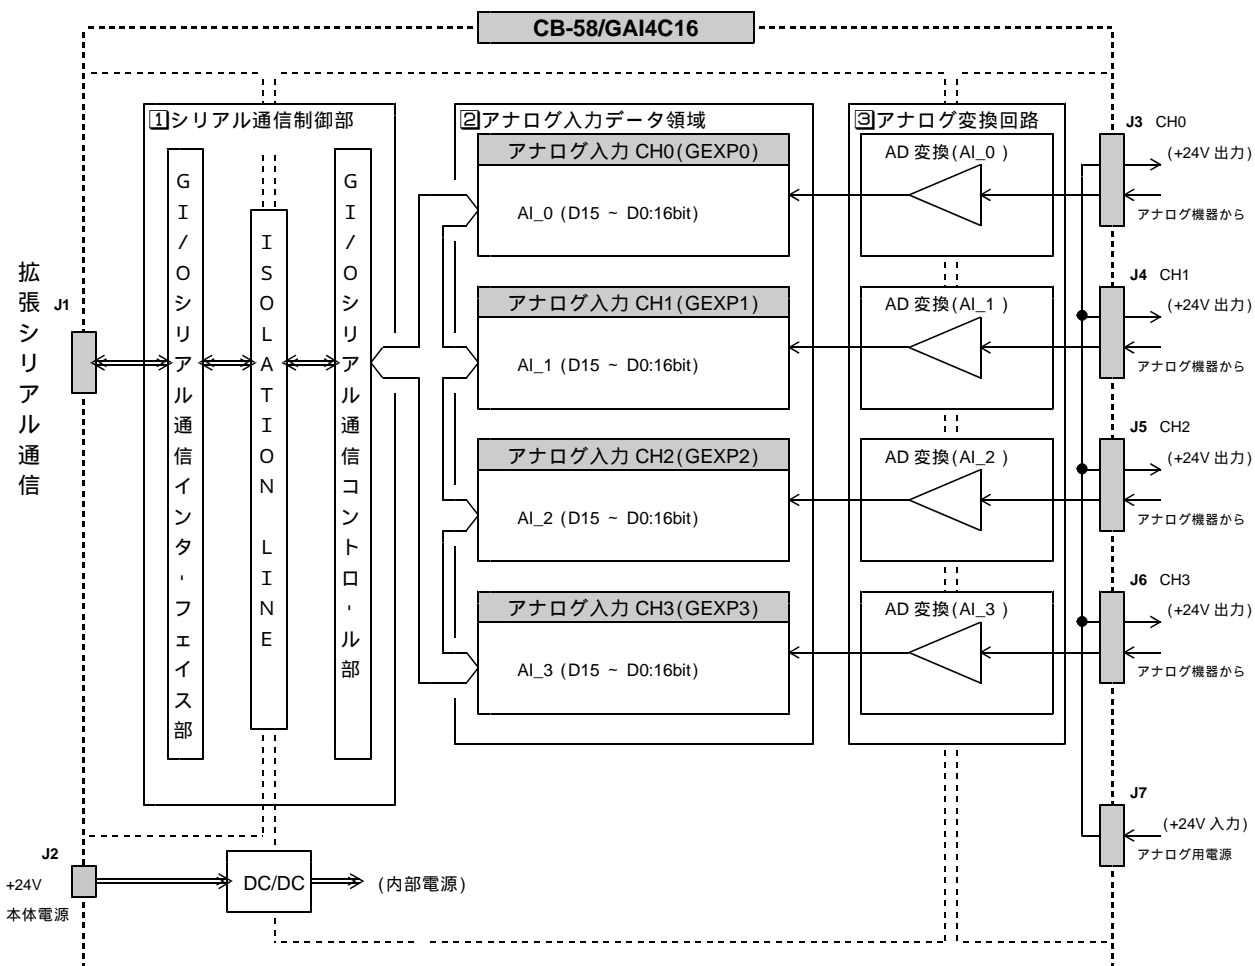 CB-58/GAI4C16
1シリアル通信制御部
GI/Oシリアル通信インタ-フェイス部
ISOLATION LINE
GI/Oシリアル通信コントロ-ル部
拡張シリアル通信
J1
2アナログ入力データ領域
アナログ入力 CH0(GEXP0)
AI_0 (D15 ~ D0:16bit)
アナログ入力 CH1(GEXP1)
AI_1 (D15 ~ D0:16bit)
アナログ入力 CH2(GEXP2)
AI_2 (D15 ~ D0:16bit)
アナログ入力 CH3(GEXP3)
AI_3 (D15 ~ D0:16bit)
3アナログ変換回路
AD 変換(AI_0 )
AD 変換(AI_1 )
AD 変換(AI_2 )
AD 変換(AI_3 )
J3 CH0
(+24V 出力)
アナログ機器から
J4 CH1
(+24V 出力)
アナログ機器から
J5 CH2
(+24V 出力)
アナログ機器から
J6 CH3
(+24V 出力)
アナログ機器から
J7
(+24V 入力)
アナログ用電源
J2
+24V
本体電源
DC/DC
(内部電源)